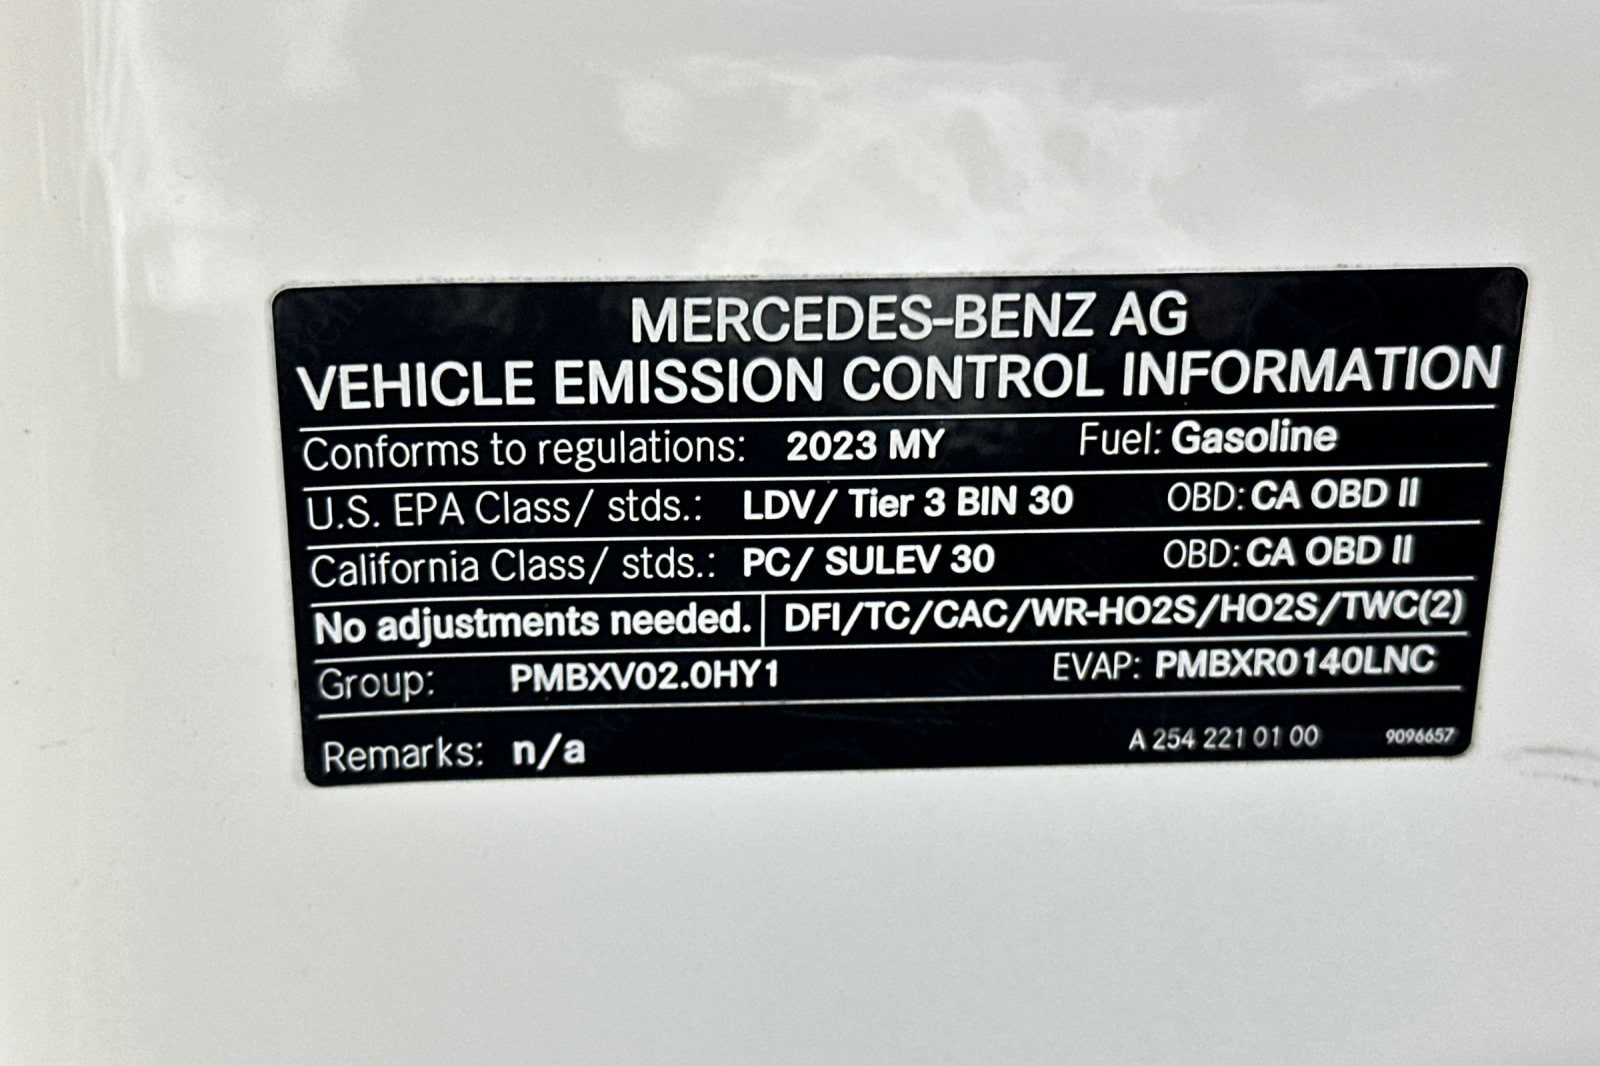 MERCEDES-BENZ AG
VEHICLE EMISSION CONTROL INFORMATION
Conforms to regulations: 2023 MY Fuel: Gasoline
U.S. EPA Class/ stds.: LDV/ Tier 3 BIN 30 OBD: CA OBD II
California Class/ stds.: PC/ SULEV 30 OBD: CA OBD II
No adjustments needed. DFI/TC/CAC/WR-HO2S/HO2S/TWC(2)
Group: PMBXV02.0HY1 EVAP: PMBXR0140LNC
Remarks: n/a A 254 221 01 00 9096657